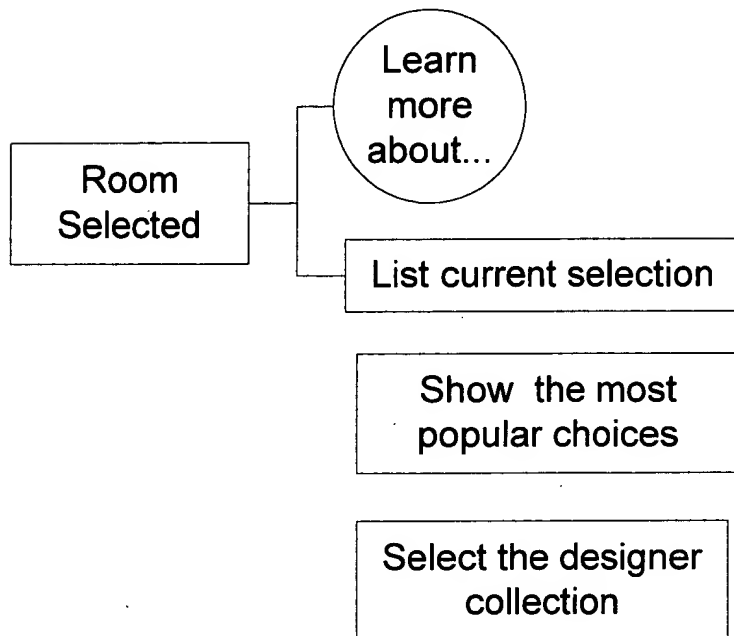 Learn
more
about...
Room
Selected
List current selection
Show the most
popular choices
Select the designer
collection